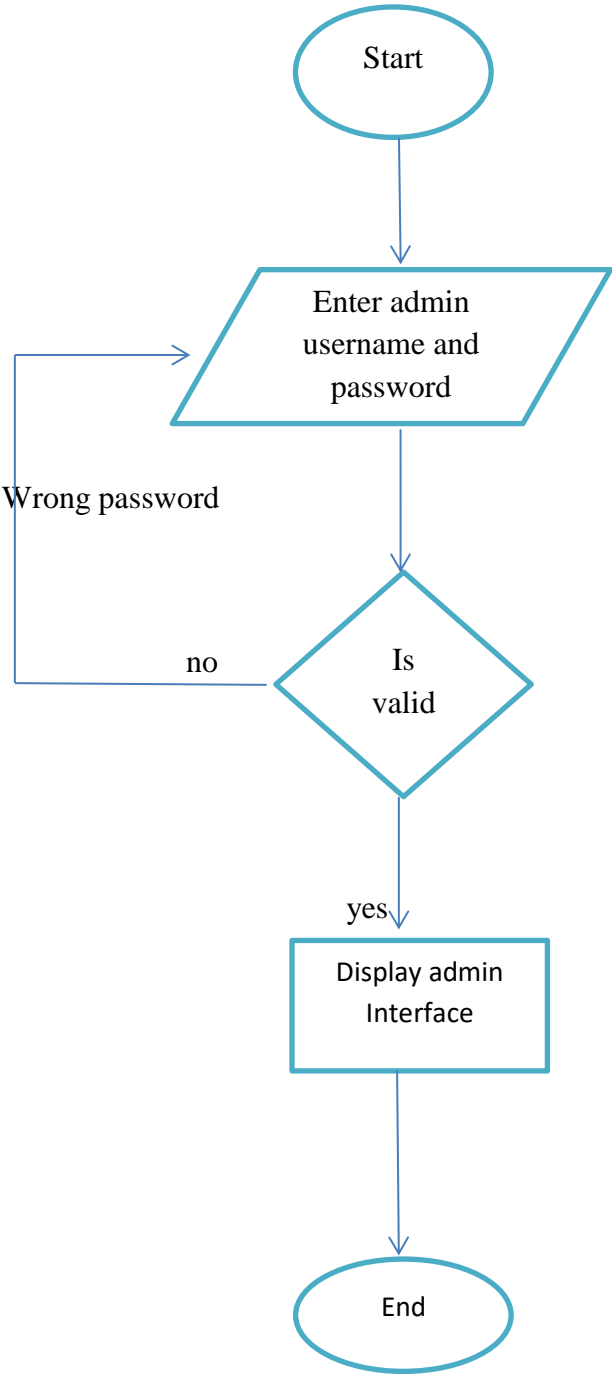 Start
Enter admin
username and
password
Wrong password
no
Is
valid
yes
Display admin
Interface
End